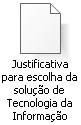 Justificativa
para escolha da
solução de
Tecnologia da
Informação